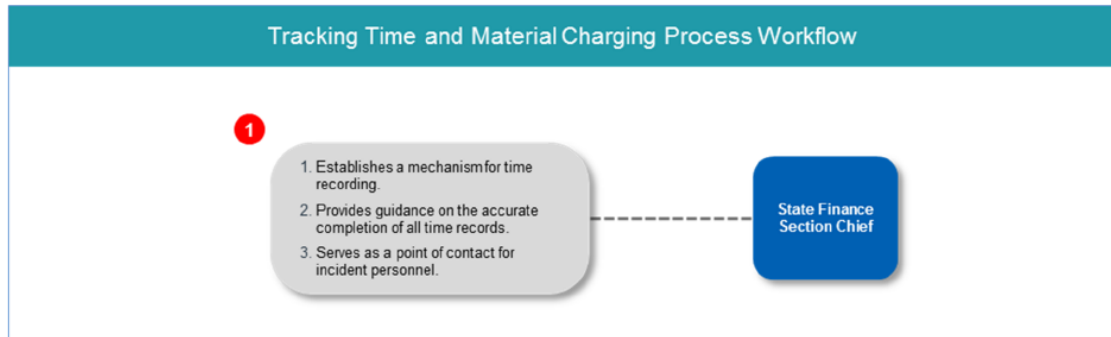 Tracking Time and Material Charging Process Workflow
1
1. Establishes a mechanism for time
recording.
2. Provides guidance on the accurate
completion of all time records.
3. Serves as a point of contact for
incident personnel.
State Finance
Section Chief